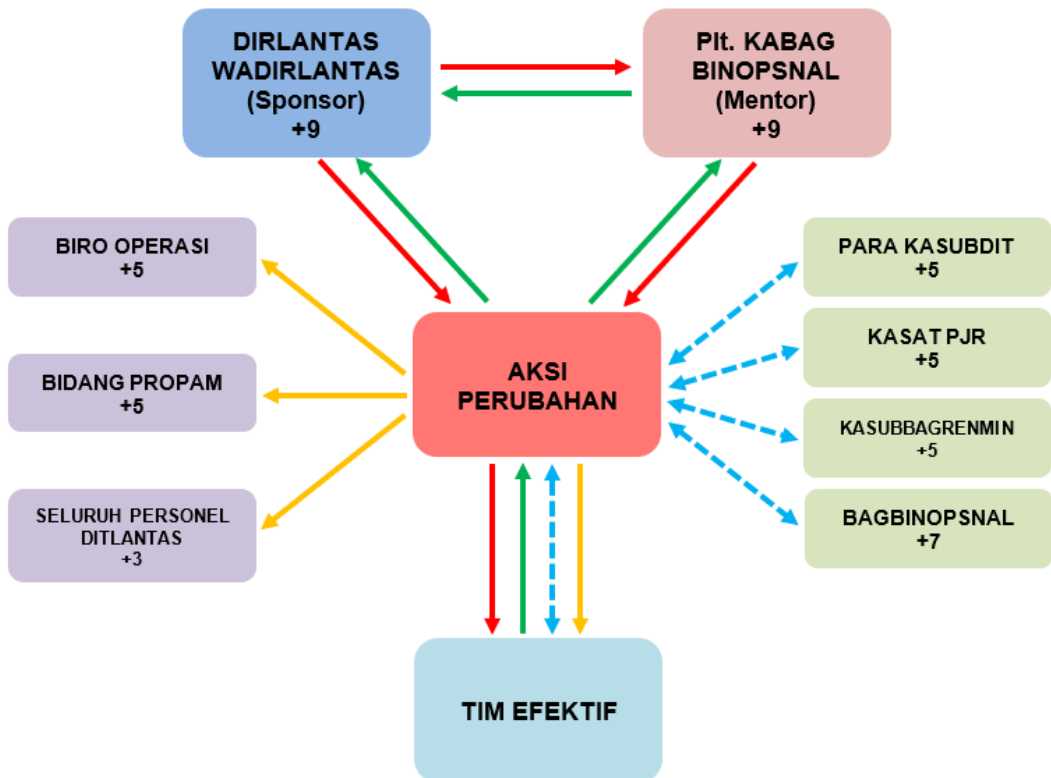 DIRLANTAS
WADIRLANTAS
(Sponsor)
+9
Plt. KABAG
BINOPSNAL
(Mentor)
+9
BIRO OPERASI
+5
BIDANG PROPAM
+5
SELURUH PERSONEL
DITLANTAS
+3
AKSI
PERUBAHAN
PARA KASUBDIT
+5
KASAT PJR
+5
KASUBBAGRENMIN
+5
BAGBINOPSNAL
+7
TIM EFEKTIF